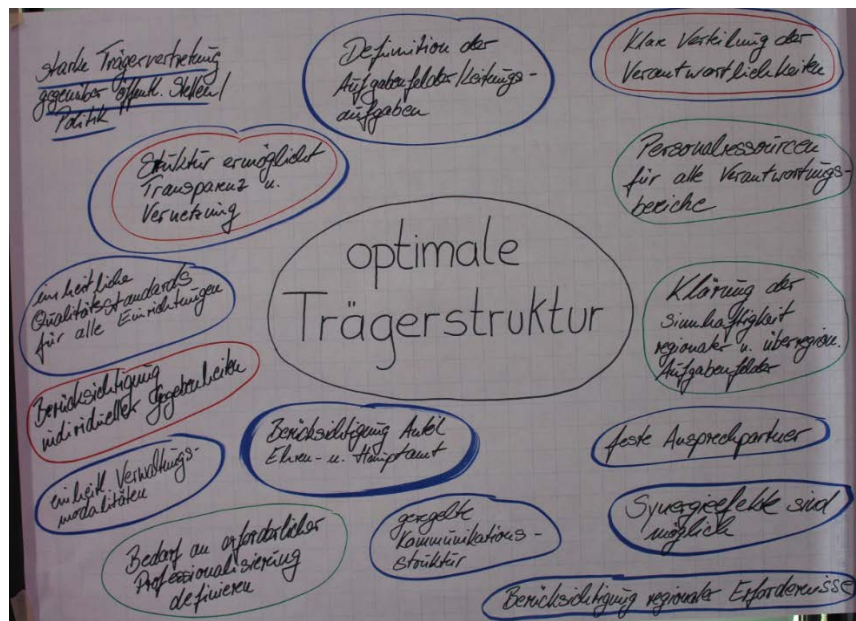 starke Trägervertretung
gegenüber öffentl. Stellen/
Politik
Definition der
Aufgabenfelder/Leitungs-
aufgaben
Klare Verteilung der
Verantwortlichkeiten
Struktur ermöglicht
Transparenz u.
Vernetzung
Personalressourcen
für alle Verantwortungs-
bereiche
optimale
Trägerstruktur
einheitliche
Qualitätsstandards
für alle Einrichtungen
Klärung der
Sinnhaftigkeit
regionaler u. überregion.
Aufgabenfelder
Berücksichtigung
individueller Gegebenheiten
Berücksichtigung Anteil
Ehren- u. Hauptamt
feste Ansprechpartner
einheitl. Verwaltungs-
modalitäten
geregelte
Kommunikations-
struktur
Synergieefekte sind
möglich
Bedarf an erforderlicher
Professionalisierung
definieren
Berücksichtigung regionaler Erfordernisse